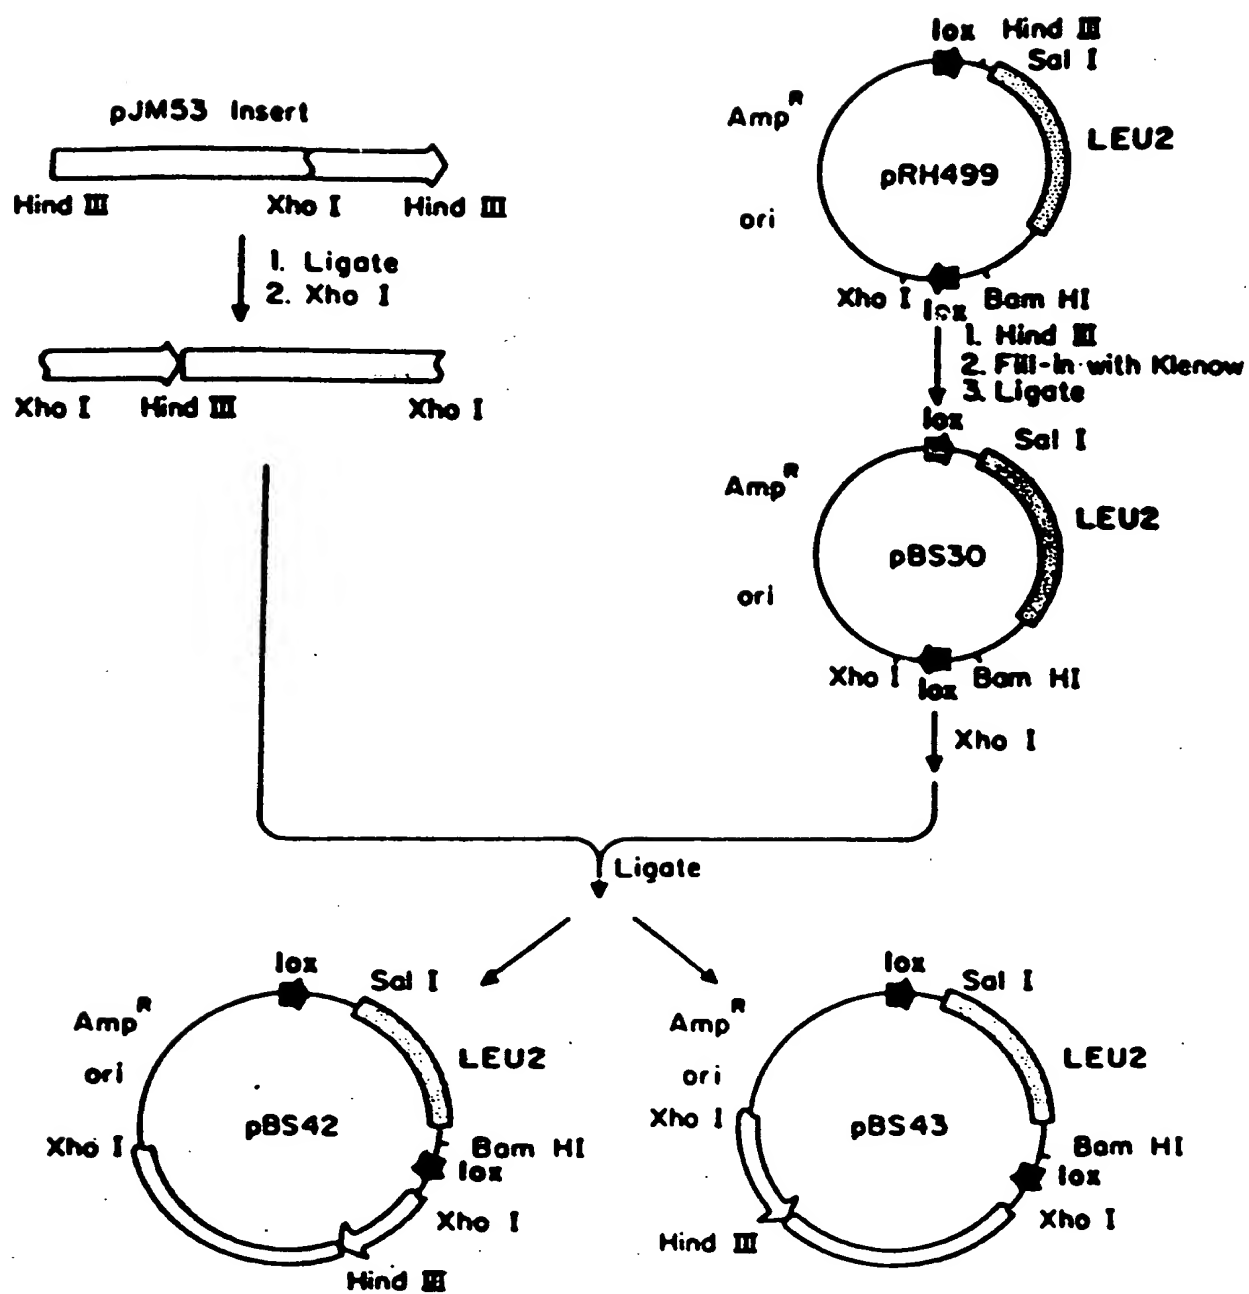 pJM53 Insert
Hind III
Xho I
Hind III
1. Ligate
2. Xho I
Xho I
Hind III
Xho I
lox
Hind III
Sal I
Amp^R
LEU2
pRH499
ori
Xho I
lox
Bam HI
1. Hind III
2. Fill-in with Klenow
3. Ligate
lox
Sal I
Amp^R
LEU2
pBS30
ori
Xho I
lox
Bam HI
Xho I
Ligate
lox
Sal I
Amp^R
ori
LEU2
pBS42
Xho I
Bam HI
lox
Xho I
Hind III
lox
Sal I
Amp^R
ori
LEU2
Xho I
pBS43
Bam HI
lox
Xho I
Hind III